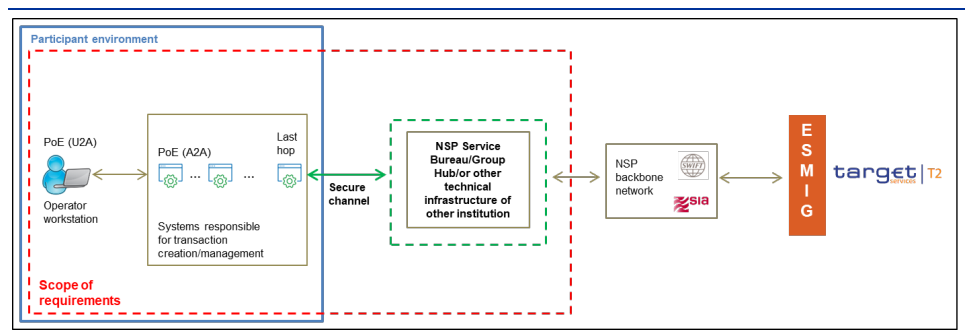 Participant environment
PoE (U2A)
Operator
workstation
PoE (A2A)
...
...
Last
hop
Systems responsible
for transaction
creation/management
Secure
channel
NSP Service
Bureau/Group
Hub/or other
technical
infrastructure of
other institution
NSP
backbone
network
SWIFT
sia
E
S
M
I
G
target
services
T2
Scope of
requirements